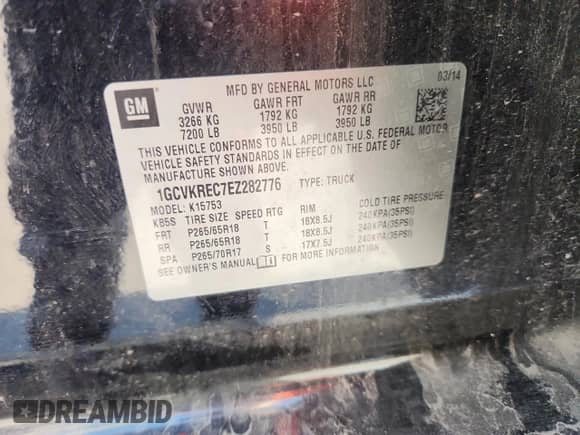 GM
MFD BY GENERAL MOTORS LLC 03/14
GVWR GAWR FRT GAWR RR
3266 KG 1792 KG 1792 KG
7200 LB 3950 LB 3950 LB
THIS VEHICLE CONFORMS TO ALL APPLICABLE U.S. FEDERAL MOTOR
VEHICLE SAFETY STANDARDS IN EFFECT ON THE DATE OF
MANUFACTURE SHOWN ABOVE.
1GCVKREC7EZ282776 TYPE: TRUCK
MODEL: K15753
KB5S TIRE SIZE SPEED RTG RIM COLD TIRE PRESSURE
FRT P265/65R18 T 18X8.5J 240KPA(35PSI)
RR P265/65R18 T 18X8.5J 240KPA(35PSI)
SPA P265/70R17 S 17X7.5J 240KPA(35PSI)
SEE OWNER'S MANUAL
DREAMBID